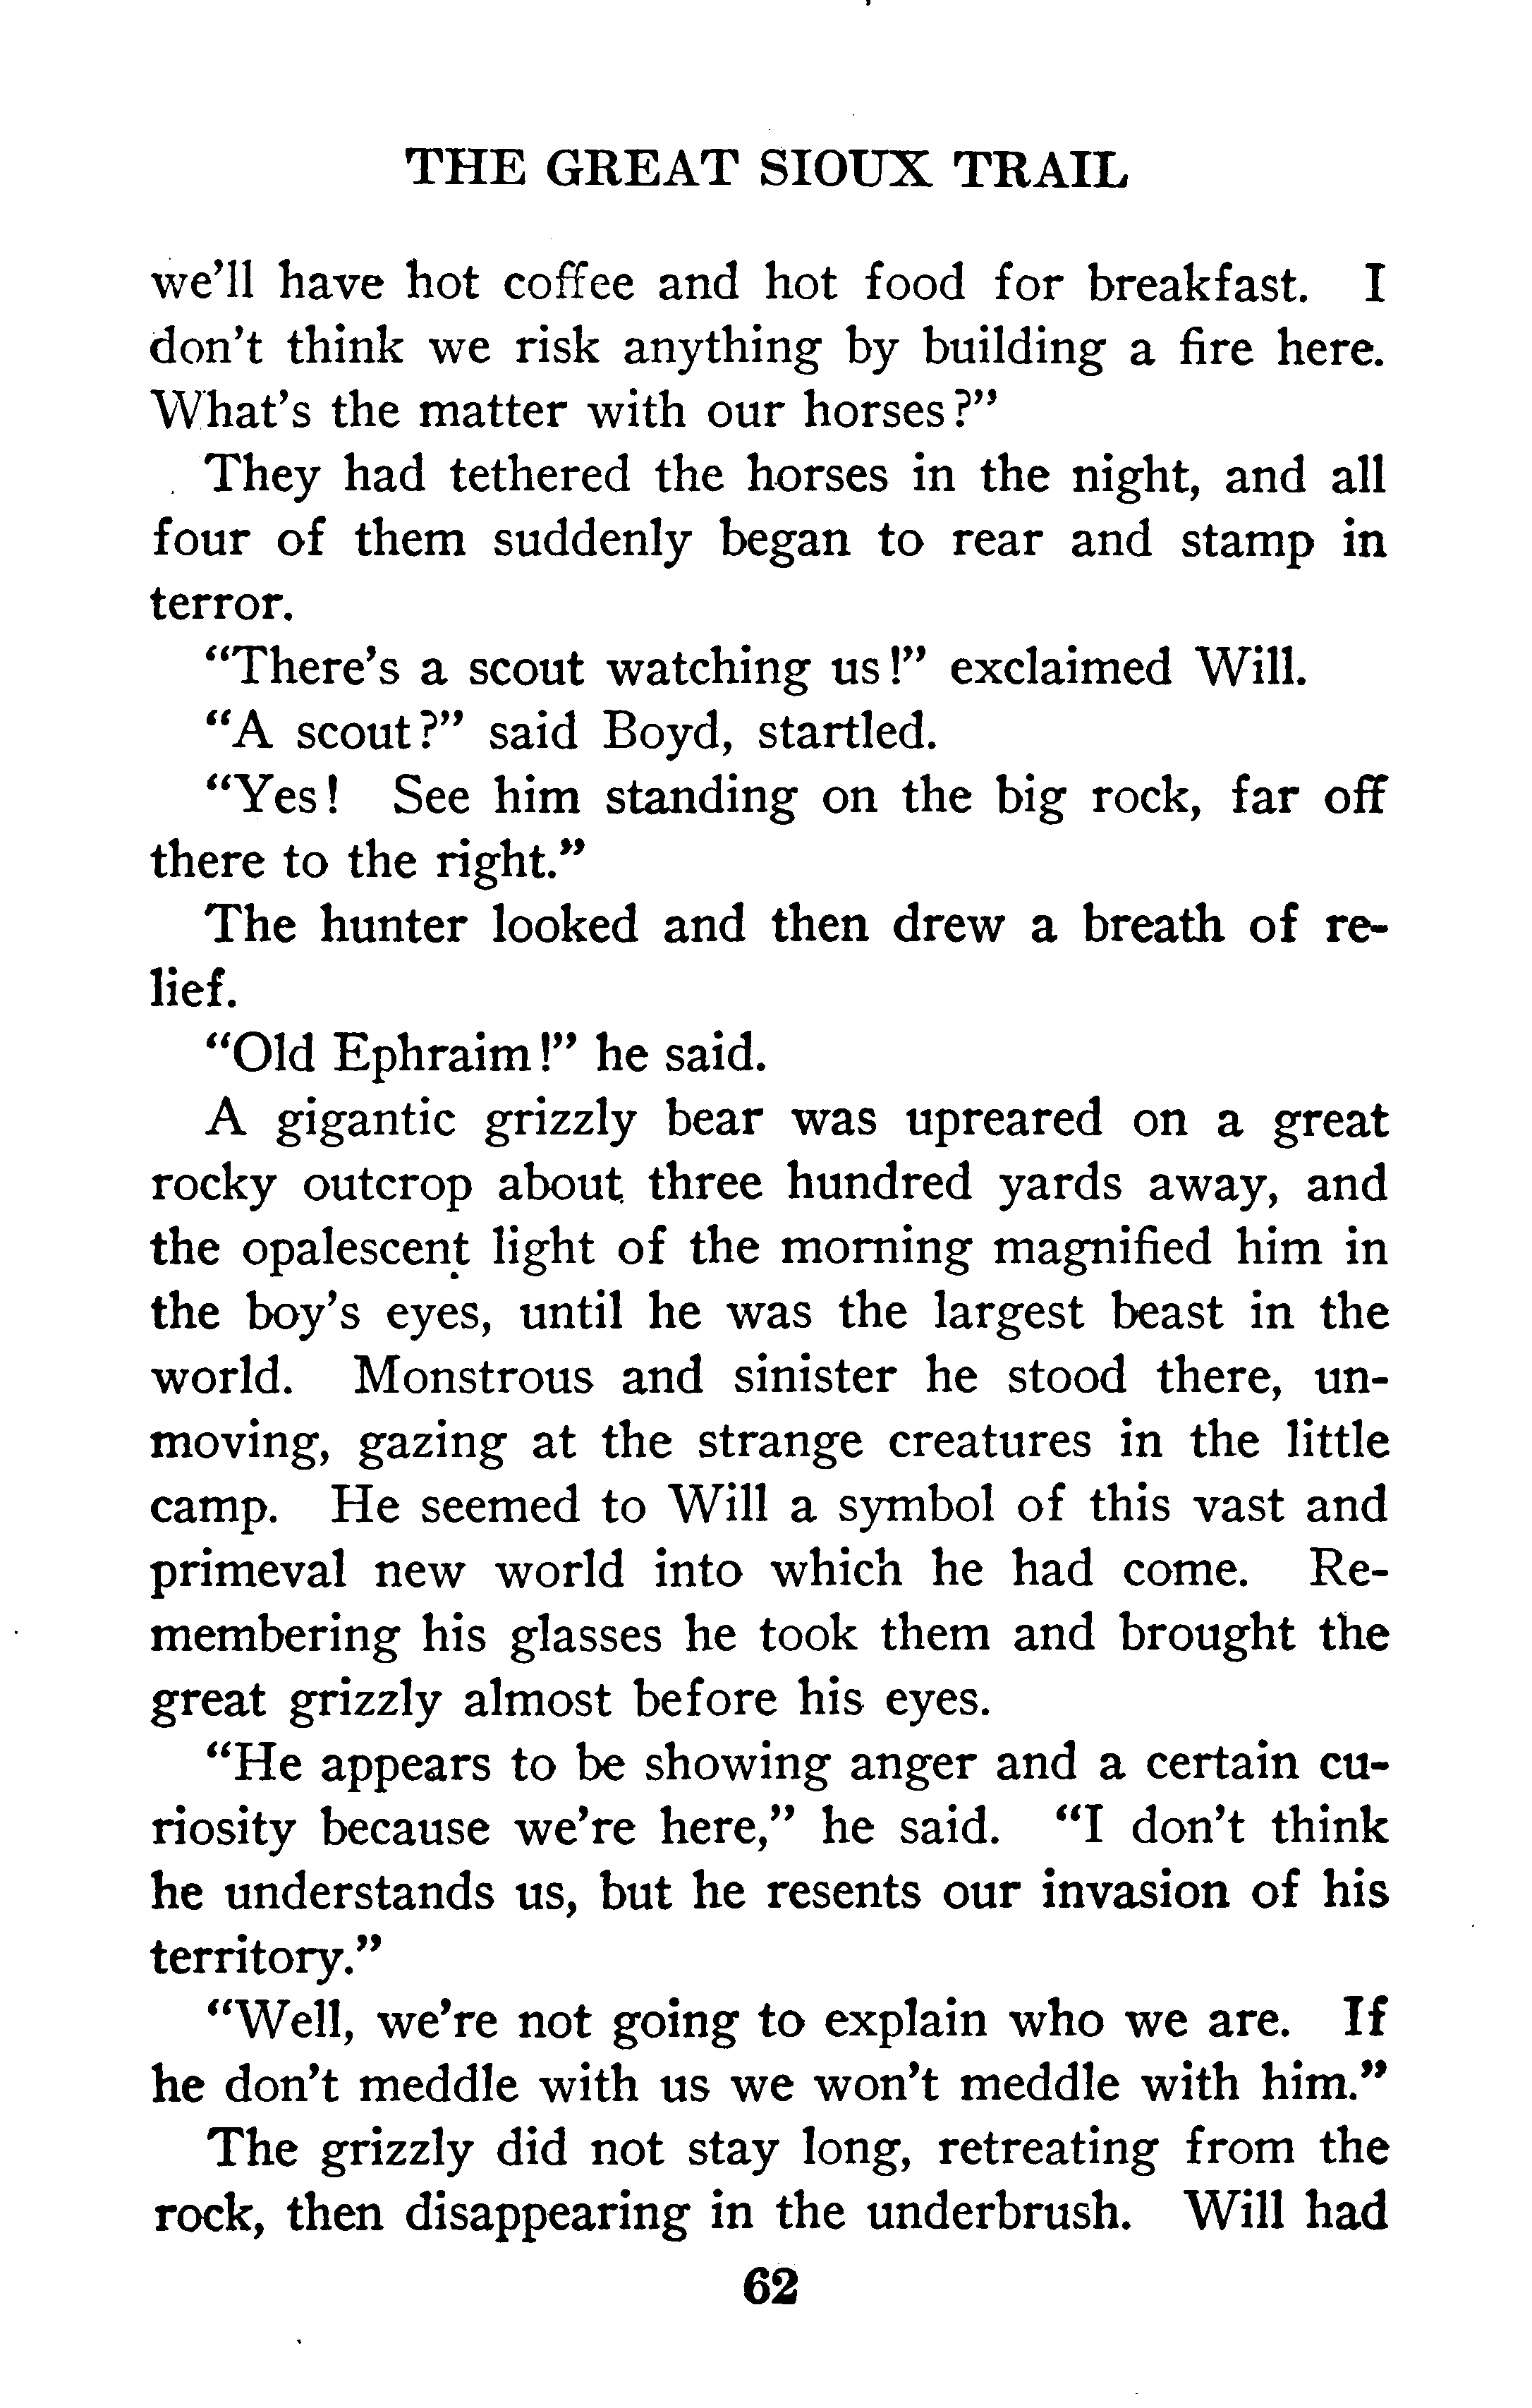 THE GREAT SIOUX TRAIL
we'll have hot coffee and hot food for breakfast. I
don't think we risk anything by building a fire here.
What's the matter with our horses?"
They had tethered the horses in the night, and all
four of them suddenly began to rear and stamp in
terror.
"There's a scout watching us!" exclaimed Will.
"A scout?" said Boyd, startled.
"Yes! See him standing on the big rock, far off
there to the right."
The hunter looked and then drew a breath of re-
lief.
"Old Ephraim!" he said.
A gigantic grizzly bear was upreared on a great
rocky outcrop about three hundred yards away, and
the opalescent light of the morning magnified him in
the boy's eyes, until he was the largest beast in the
world. Monstrous and sinister he stood there, un-
moving, gazing at the strange creatures in the little
camp. He seemed to Will a symbol of this vast and
primeval new world into which he had come. Re-
membering his glasses he took them and brought the
great grizzly almost before his eyes.
"He appears to be showing anger and a certain cu-
riosity because we're here," he said. "I don't think
he understands us, but he resents our invasion of his
territory."
"Well, we're not going to explain who we are. If
he don't meddle with us we won't meddle with him."
The grizzly did not stay long, retreating from the
rock, then disappearing in the underbrush. Will had
62